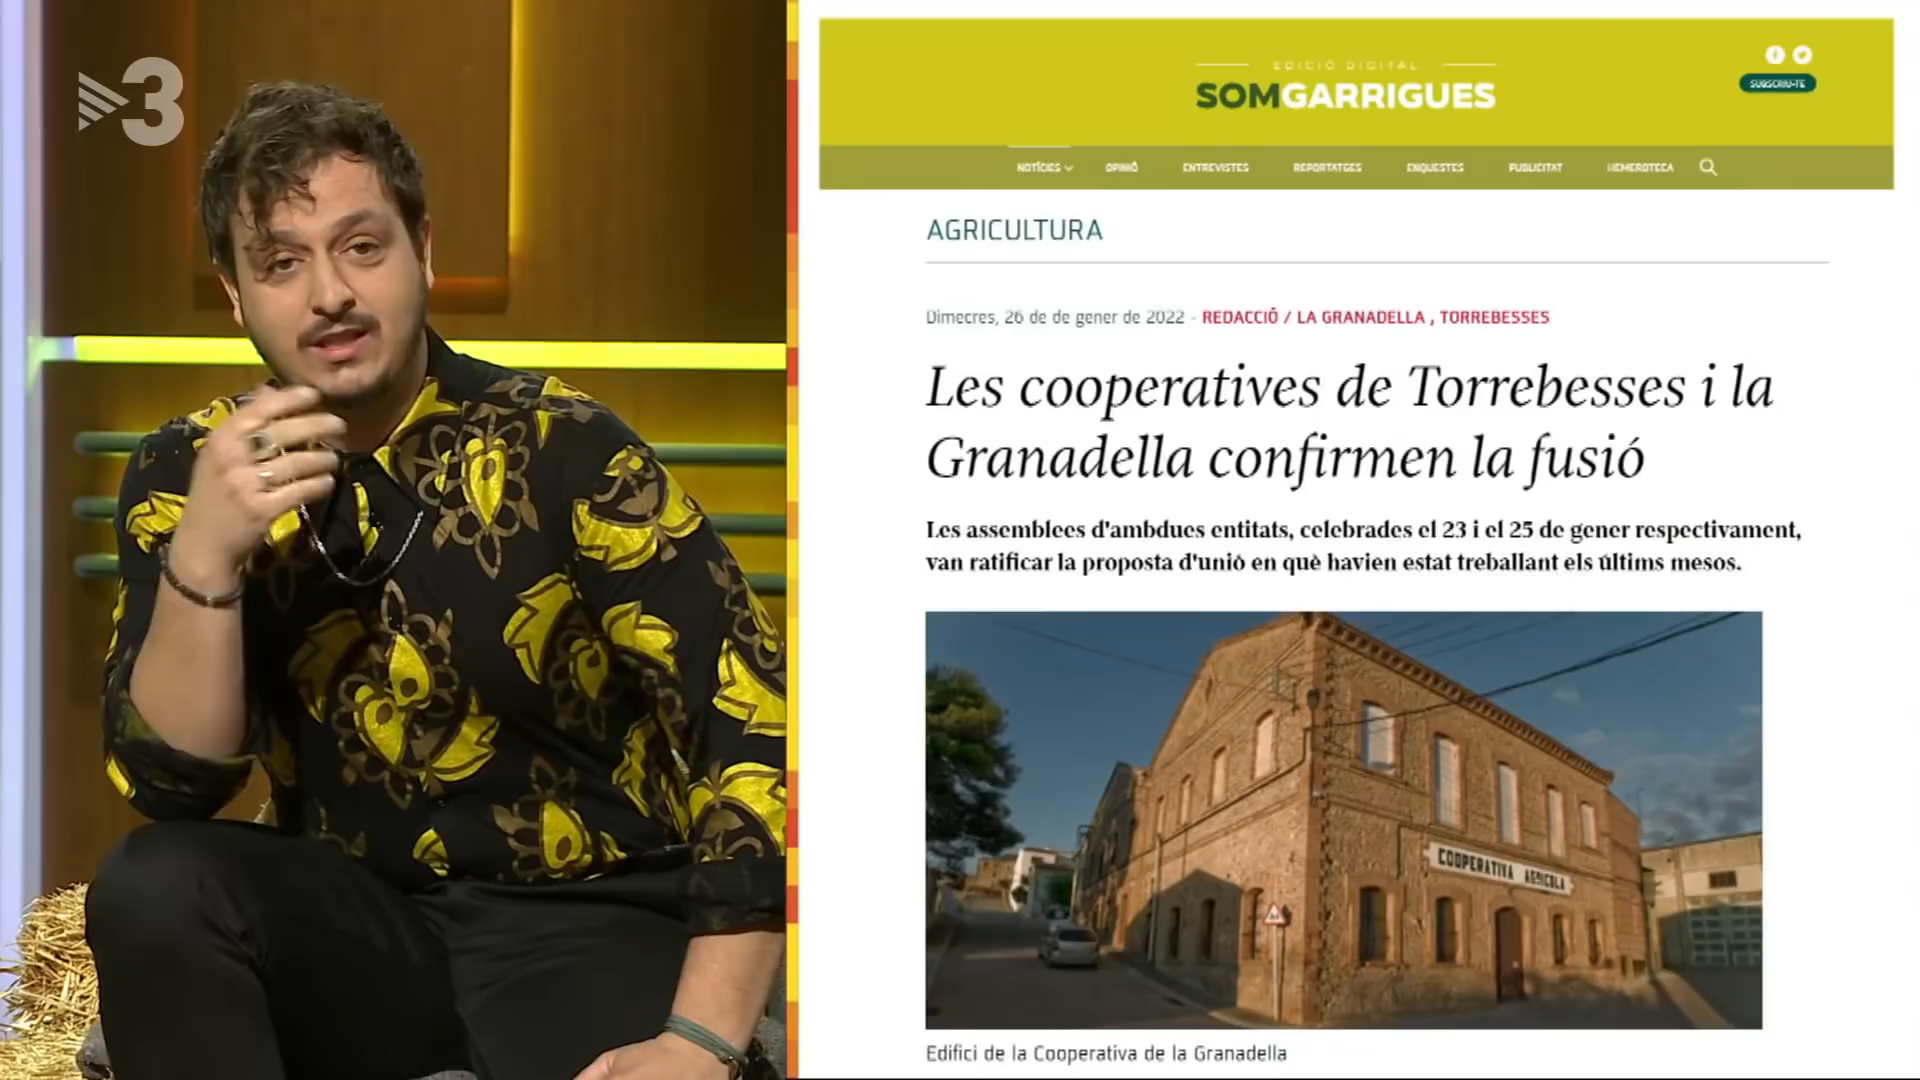 3
EDICIÓ DIGITAL
SOMGARRIGUES
SUBSCRIU-TE
NOTÍCIES OPINIÓ ENTREVISTES REPORTATGES ENQUESTES PUBLICITAT HEMEROTECA
AGRICULTURA
Dimecres, 26 de de gener de 2022 - REDACCIÓ / LA GRANADELLA , TORREBESSES
Les cooperatives de Torrebesses i la
Granadella confirmen la fusió
Les assemblees d'ambdues entitats, celebrades el 23 i el 25 de gener respectivament,
van ratificar la proposta d'unió en què havien estat treballant els últims mesos.
COOPERATIVA AGRICOLA
Edifici de la Cooperativa de la Granadella